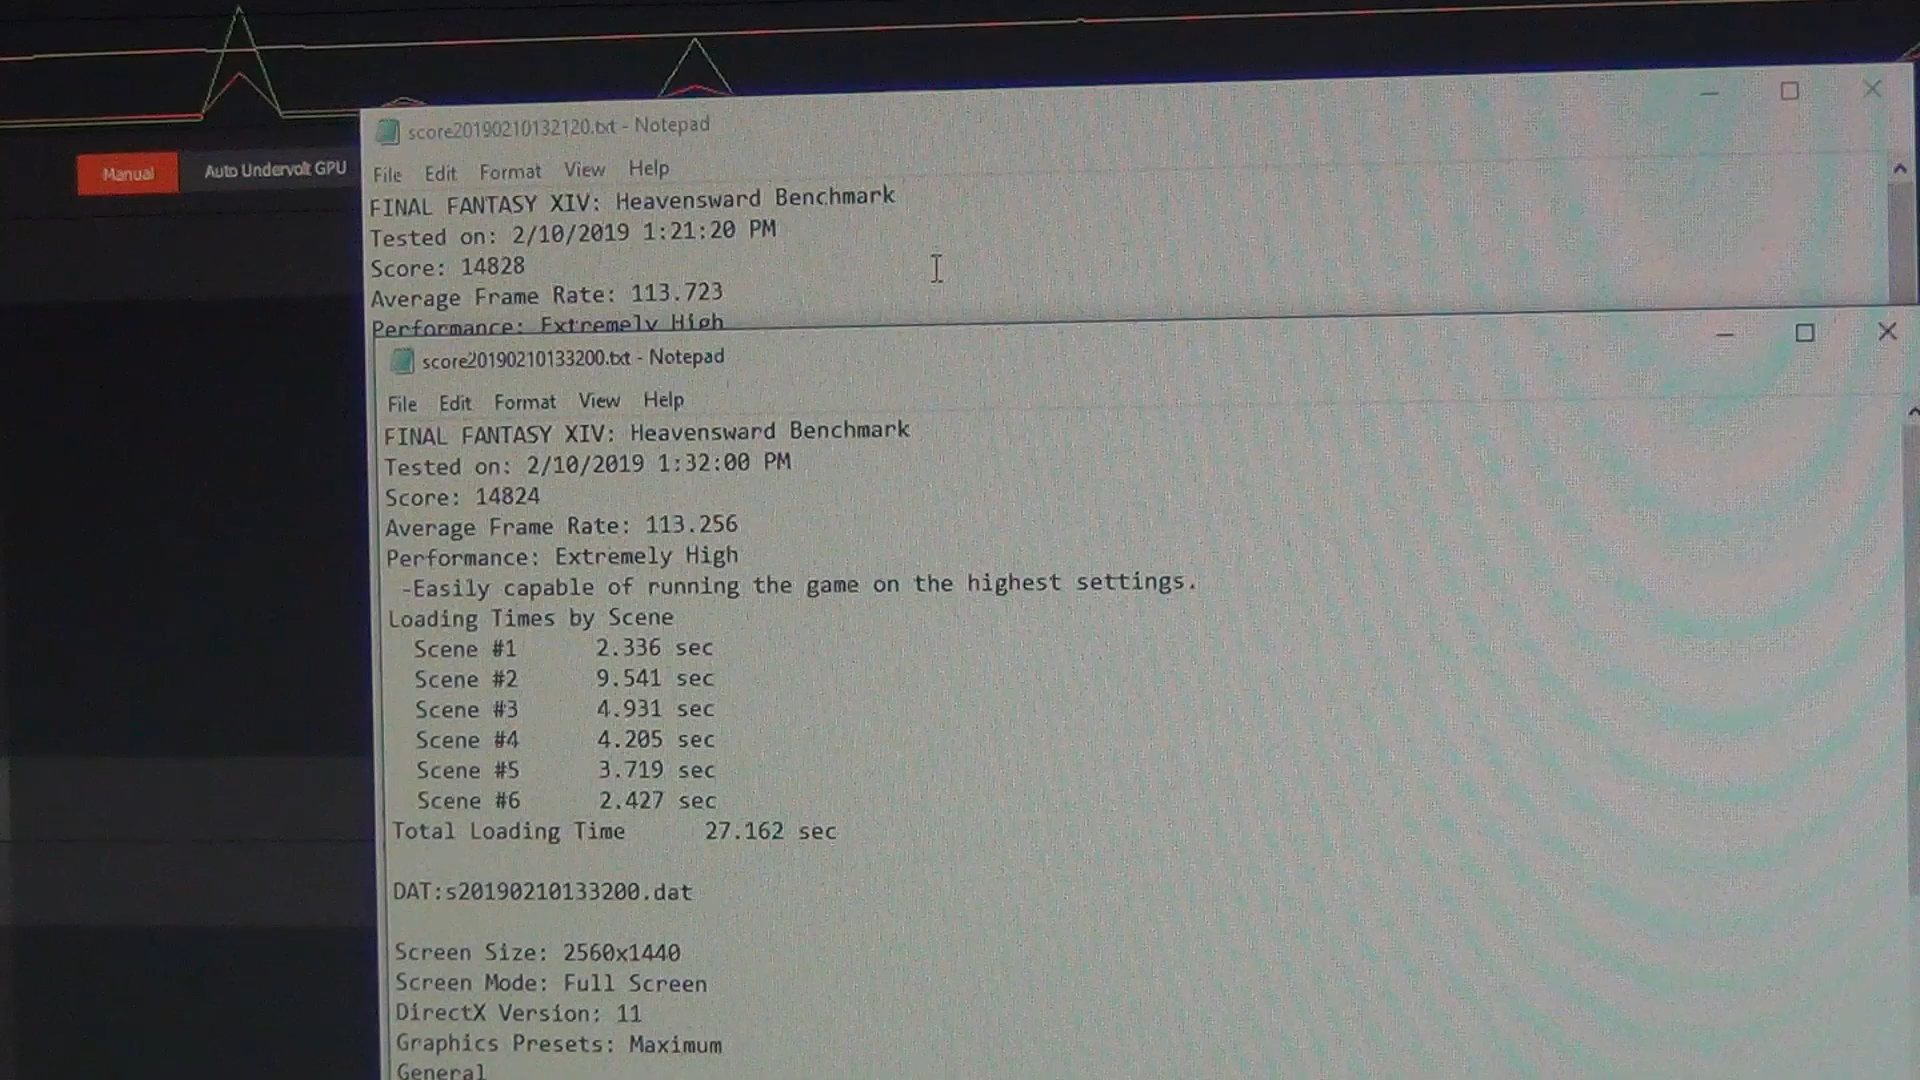 Manual Auto Undervolt GPU
score20190210132120.txt - Notepad
File Edit Format View Help
FINAL FANTASY XIV: Heavensward Benchmark
Tested on: 2/10/2019 1:21:20 PM
Score: 14828
Average Frame Rate: 113.723
Performance: Extremely High
score20190210133200.txt - Notepad
File Edit Format View Help
FINAL FANTASY XIV: Heavensward Benchmark
Tested on: 2/10/2019 1:32:00 PM
Score: 14824
Average Frame Rate: 113.256
Performance: Extremely High
-Easily capable of running the game on the highest settings.
Loading Times by Scene
Scene #1 2.336 sec
Scene #2 9.541 sec
Scene #3 4.931 sec
Scene #4 4.205 sec
Scene #5 3.719 sec
Scene #6 2.427 sec
Total Loading Time 27.162 sec
DAT:s20190210133200.dat
Screen Size: 2560x1440
Screen Mode: Full Screen
DirectX Version: 11
Graphics Presets: Maximum
General